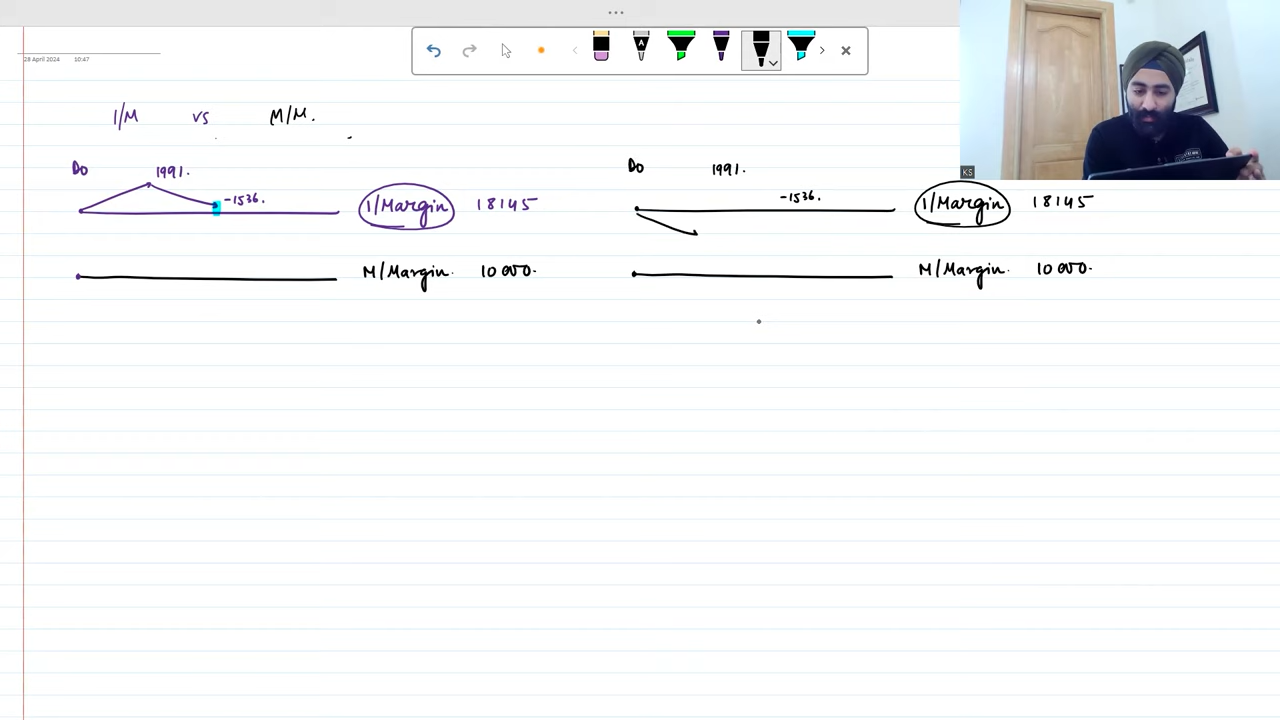 28 April 2024 10:47
I/M vs M/M.
Do 1991.
-1536.
I/Margin 18145
M/Margin. 10000.
Do 1991.
-1536.
I/Margin 18145
M/Margin. 10000.
KS
A